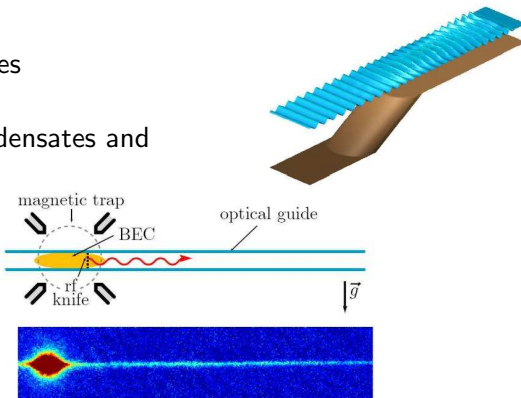 es
densates and
magnetic trap
optical guide
BEC
rf
knife
g